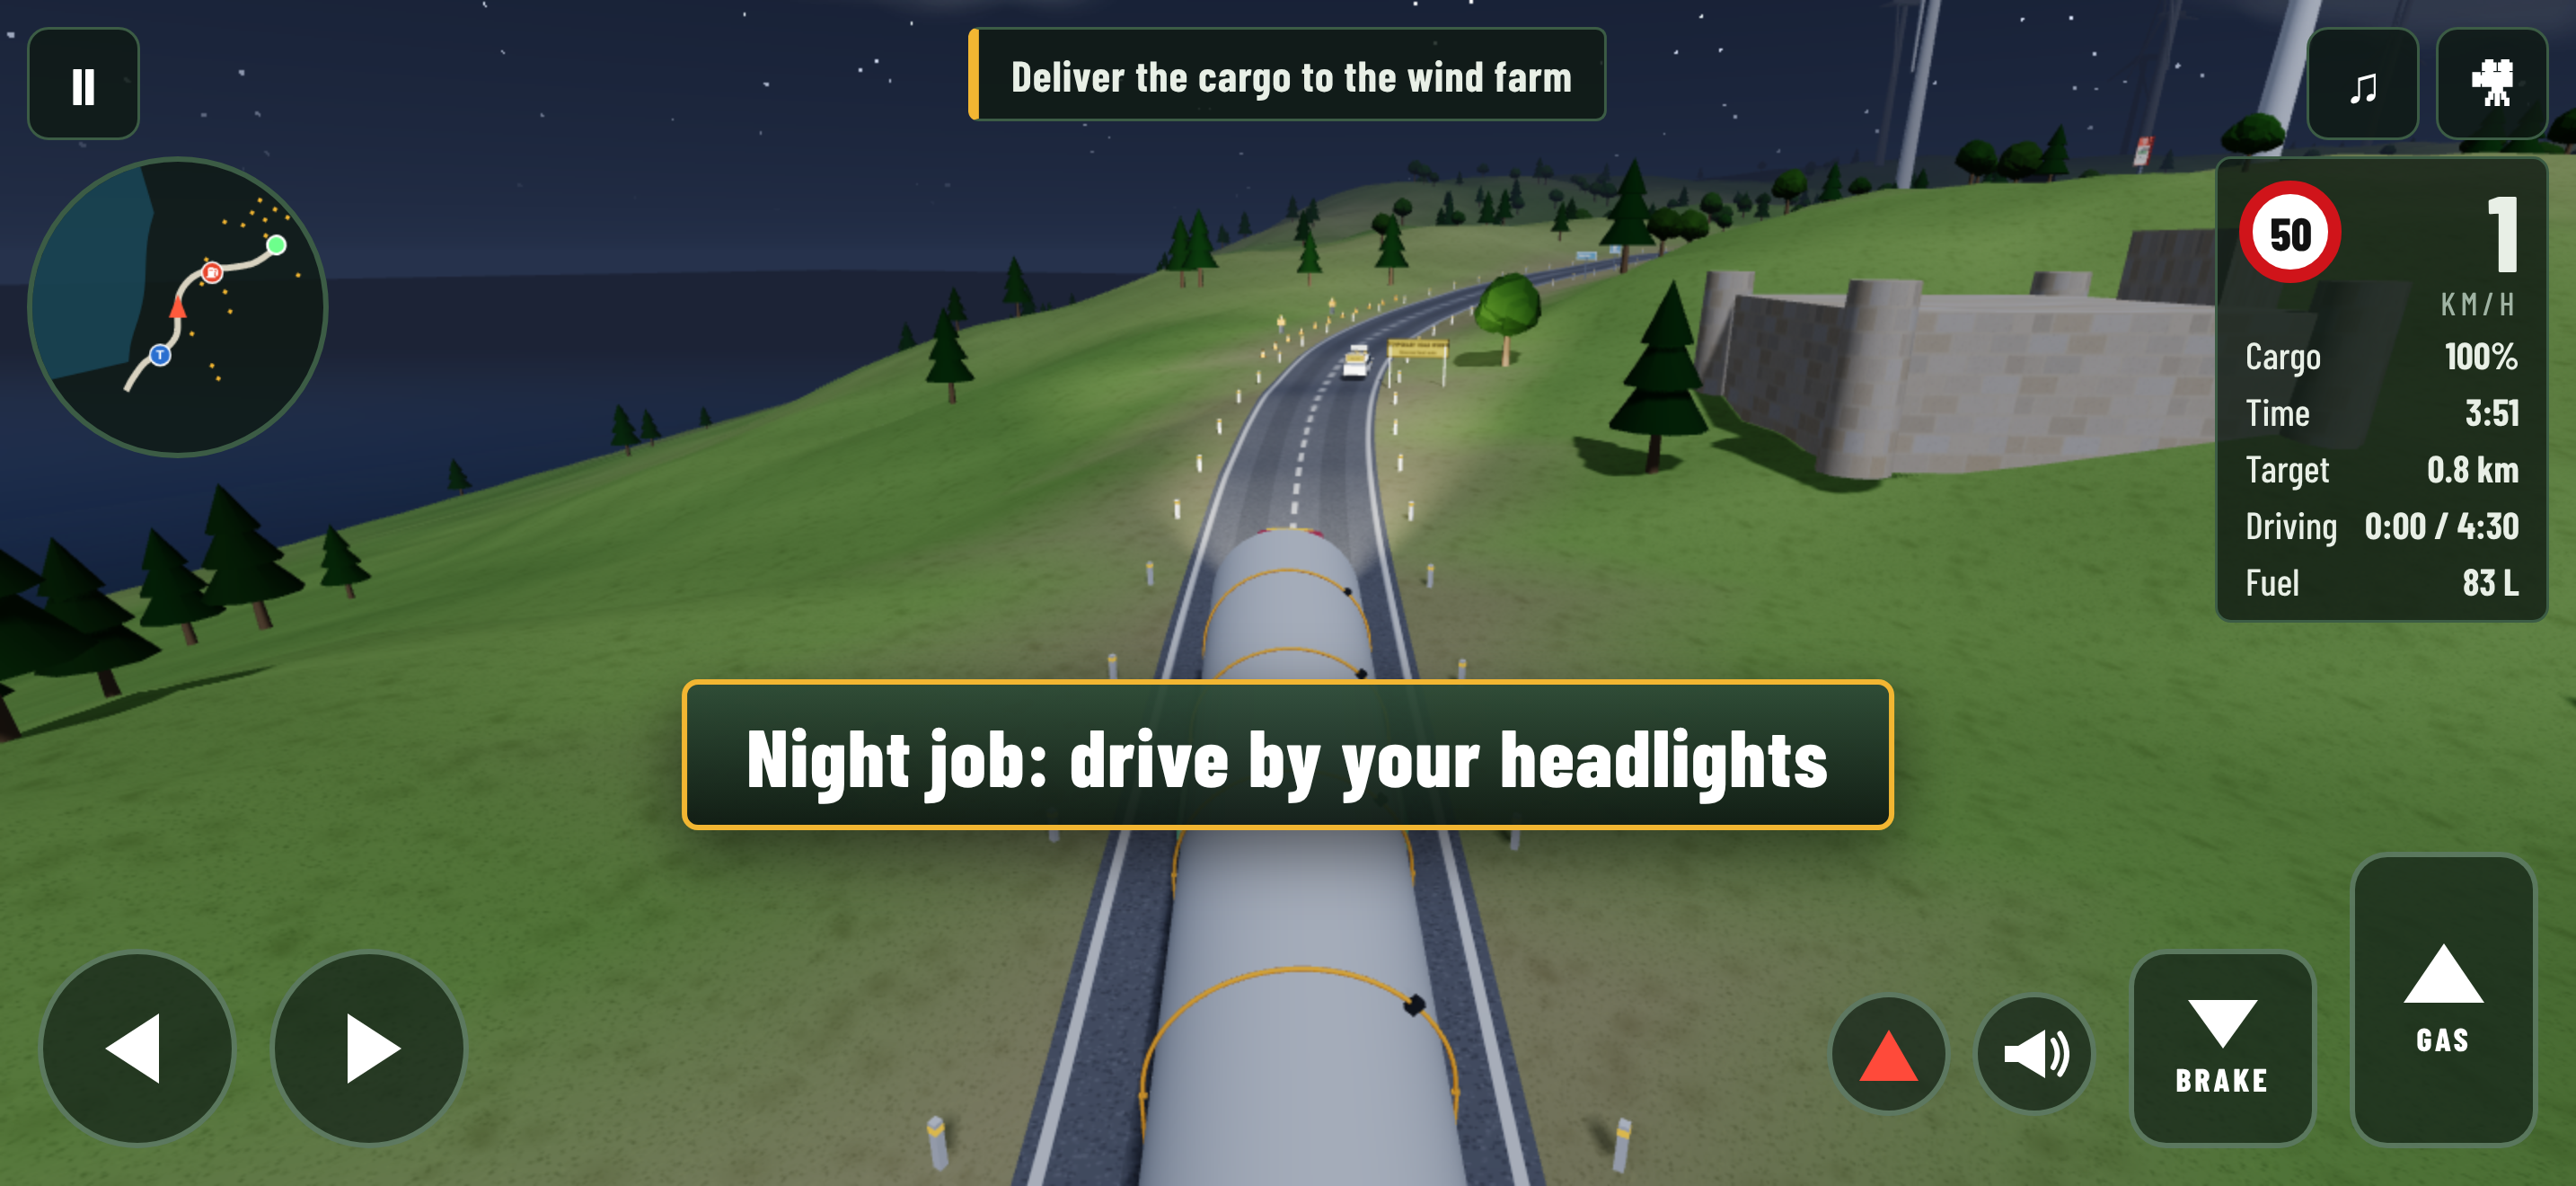 Deliver the cargo to the wind farm
50
1
KM/H
Cargo 100%
Time 3:51
Target 0.8 km
Driving 0:00 / 4:30
Fuel 83 L
T
Night job: drive by your headlights
BRAKE
GAS